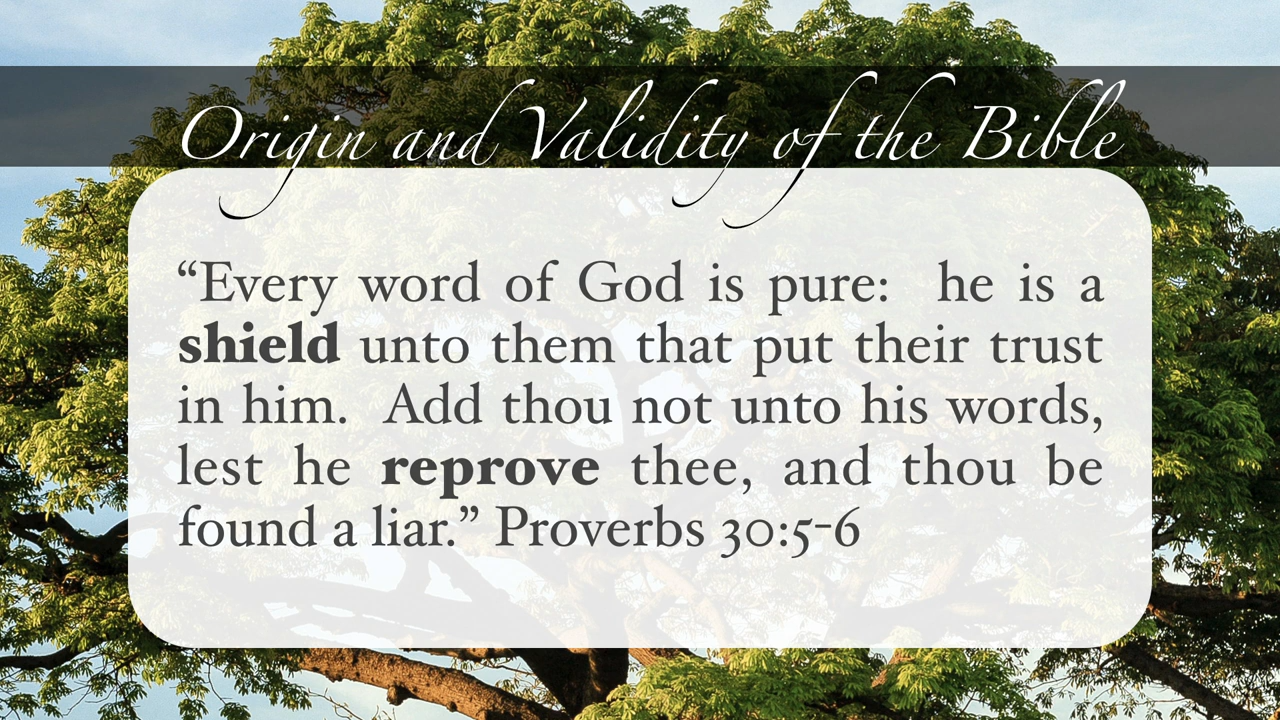 Origin and Validity of the Bible
“Every word of God is pure:  he is a
shield unto them that put their trust
in him.  Add thou not unto his words,
lest he reprove thee, and thou be
found a liar.” Proverbs 30:5-6